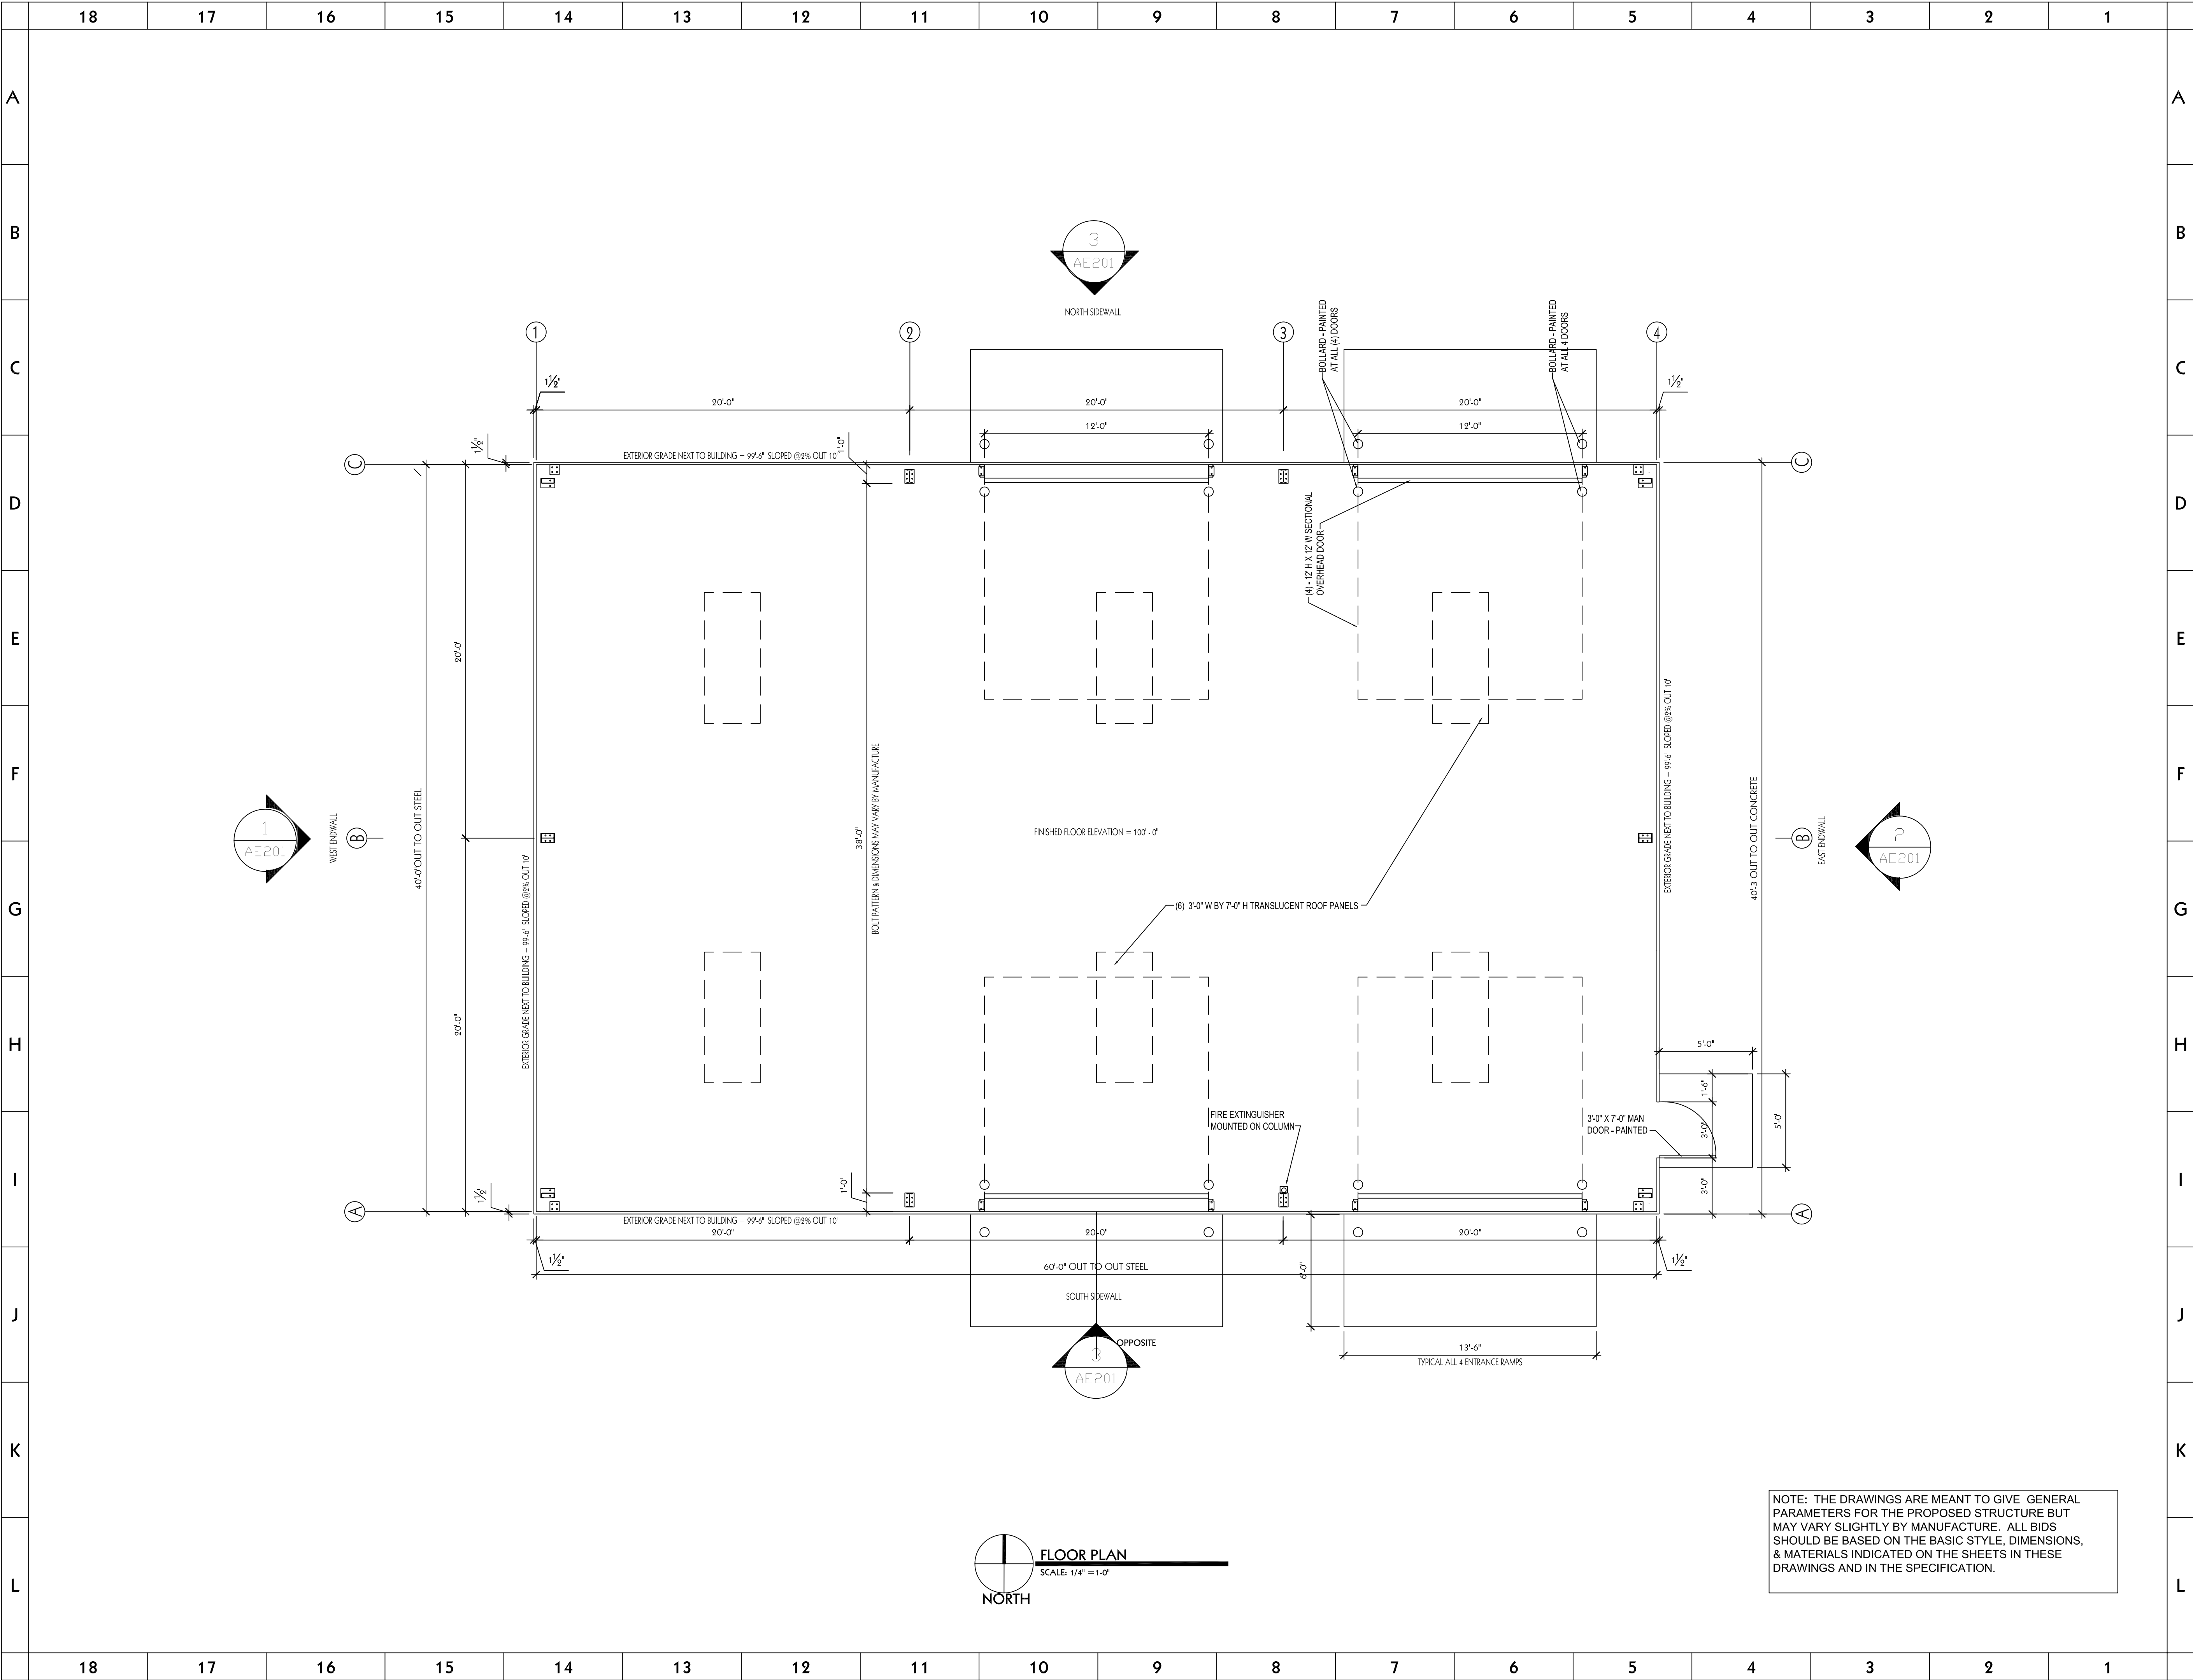 18 17 16 15 14 13 12 11 10 9 8 7 6 5 4 3 2 1
A
A
B
B
C
C
D
D
E
E
F
F
G
G
H
H
I
I
J
J
K
K
L
L
3
AE201
NORTH SIDEWALL
1
2
3
4
BOLLARD - PAINTED
AT ALL (4) DOORS
BOLLARD - PAINTED
AT ALL 4 DOORS
1½"
1½"
20'-0"
20'-0"
20'-0"
12'-0"
12'-0"
1½"
1'-0"
EXTERIOR GRADE NEXT TO BUILDING = 99'-6" SLOPED @2% OUT 10'
C
C
(4) - 12' H X 12' W SECTIONAL
OVERHEAD DOOR
20'-0"
40'-0"OUT TO OUT STEEL
38'-0"
BOLT PATTERN & DIMENSIONS MAY VARY BY MANUFACTURE
EXTERIOR GRADE NEXT TO BUILDING = 99'-6" SLOPED @2% OUT 10'
40'-3 OUT TO OUT CONCRETE
1
AE201
WEST ENDWALL
B
FINISHED FLOOR ELEVATION = 100' - 0"
B
EAST ENDWALL
2
AE201
EXTERIOR GRADE NEXT TO BUILDING = 99'-6" SLOPED @2% OUT 10'
(6) 3'-0" W BY 7'-0" H TRANSLUCENT ROOF PANELS
20'-0"
5'-0"
1'-6"
3'-0"
5'-0"
3'-0"
FIRE EXTINGUISHER
MOUNTED ON COLUMN
3'-0" X 7'-0" MAN
DOOR - PAINTED
1½"
1'-0"
A
A
EXTERIOR GRADE NEXT TO BUILDING = 99'-6" SLOPED @2% OUT 10'
20'-0"
20'-0"
20'-0"
1½"
1½"
60'-0" OUT TO OUT STEEL
6'-0"
SOUTH SIDEWALL
OPPOSITE
3
AE201
13'-6"
TYPICAL ALL 4 ENTRANCE RAMPS
NOTE: THE DRAWINGS ARE MEANT TO GIVE GENERAL
PARAMETERS FOR THE PROPOSED STRUCTURE BUT
MAY VARY SLIGHTLY BY MANUFACTURE. ALL BIDS
SHOULD BE BASED ON THE BASIC STYLE, DIMENSIONS,
& MATERIALS INDICATED ON THE SHEETS IN THESE
DRAWINGS AND IN THE SPECIFICATION.
FLOOR PLAN
SCALE: 1/4" =1-0"
NORTH
18 17 16 15 14 13 12 11 10 9 8 7 6 5 4 3 2 1